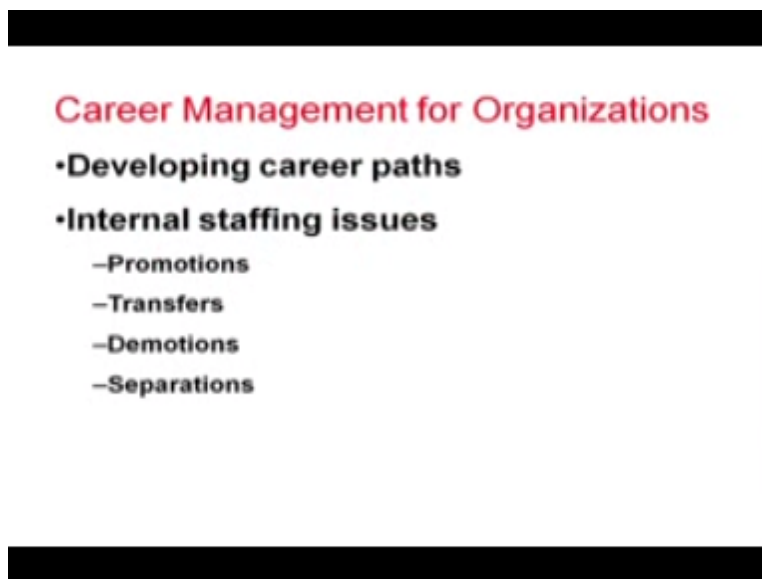 Career Management for Organizations
•Developing career paths
•Internal staffing issues
–Promotions
–Transfers
–Demotions
–Separations